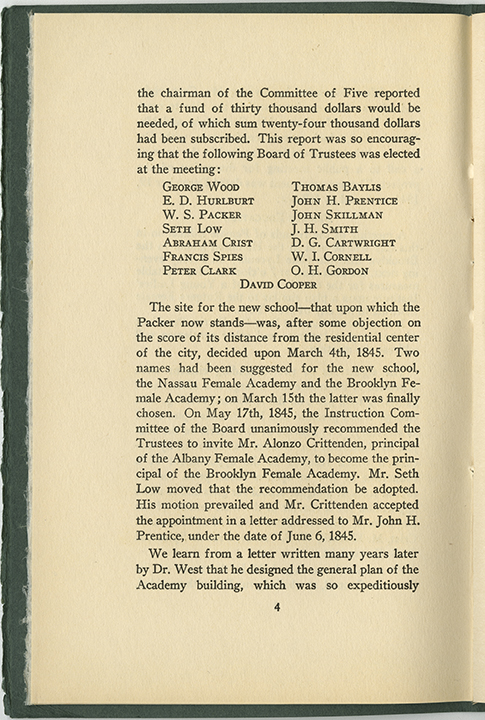 the chairman of the Committee of Five reported
that a fund of thirty thousand dollars would be
needed, of which sum twenty-four thousand dollars
had been subscribed. This report was so encourag-
ing that the following Board of Trustees was elected
at the meeting:
George Wood Thomas Baylis
E. D. Hurlburt John H. Prentice
W. S. Packer John Skillman
Seth Low J. H. Smith
Abraham Crist D. G. Cartwright
Francis Spies W. I. Cornell
Peter Clark O. H. Gordon
David Cooper
The site for the new school—that upon which the
Packer now stands—was, after some objection on
the score of its distance from the residential center
of the city, decided upon March 4th, 1845. Two
names had been suggested for the new school,
the Nassau Female Academy and the Brooklyn Fe-
male Academy; on March 15th the latter was finally
chosen. On May 17th, 1845, the Instruction Com-
mittee of the Board unanimously recommended the
Trustees to invite Mr. Alonzo Crittenden, principal
of the Albany Female Academy, to become the prin-
cipal of the Brooklyn Female Academy. Mr. Seth
Low moved that the recommendation be adopted.
His motion prevailed and Mr. Crittenden accepted
the appointment in a letter addressed to Mr. John H.
Prentice, under the date of June 6, 1845.
We learn from a letter written many years later
by Dr. West that he designed the general plan of the
Academy building, which was so expeditiously
4